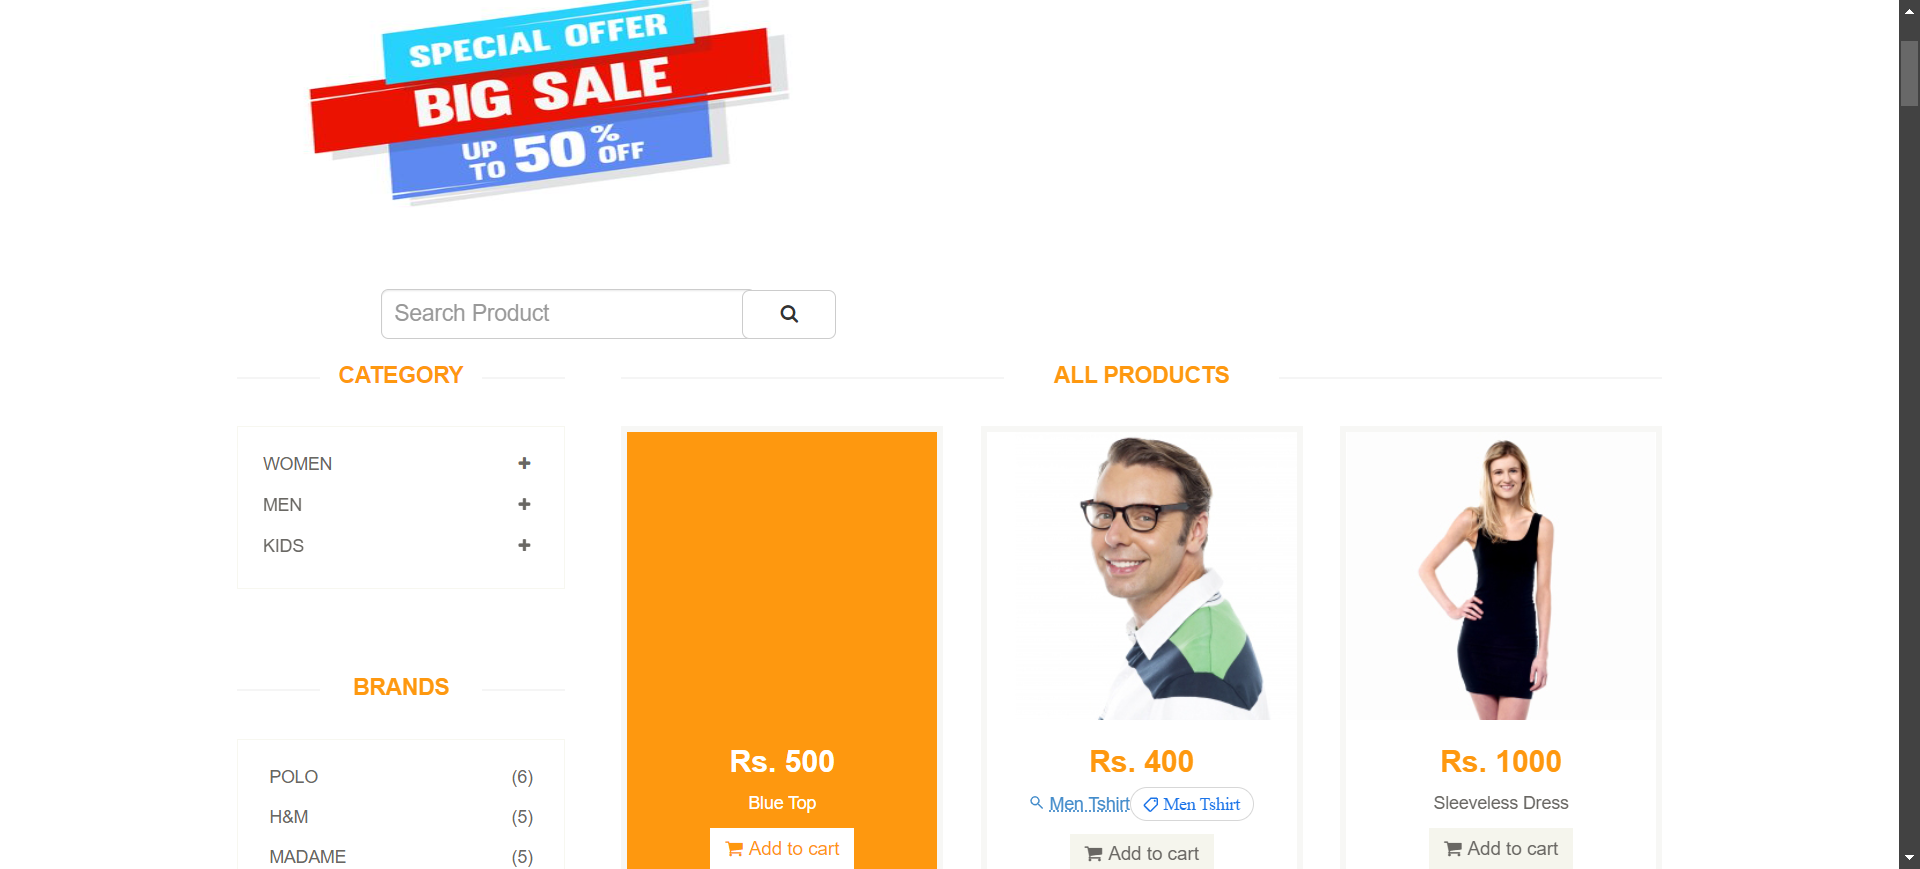 SPECIAL OFFER
BIG SALE
UP TO 50% OFF
Search Product
CATEGORY
WOMEN
MEN
KIDS
BRANDS
POLO (6)
H&M (5)
MADAME (5)
ALL PRODUCTS
Rs. 500
Blue Top
Add to cart
Rs. 400
Men Tshirt Men Tshirt
Add to cart
Rs. 1000
Sleeveless Dress
Add to cart